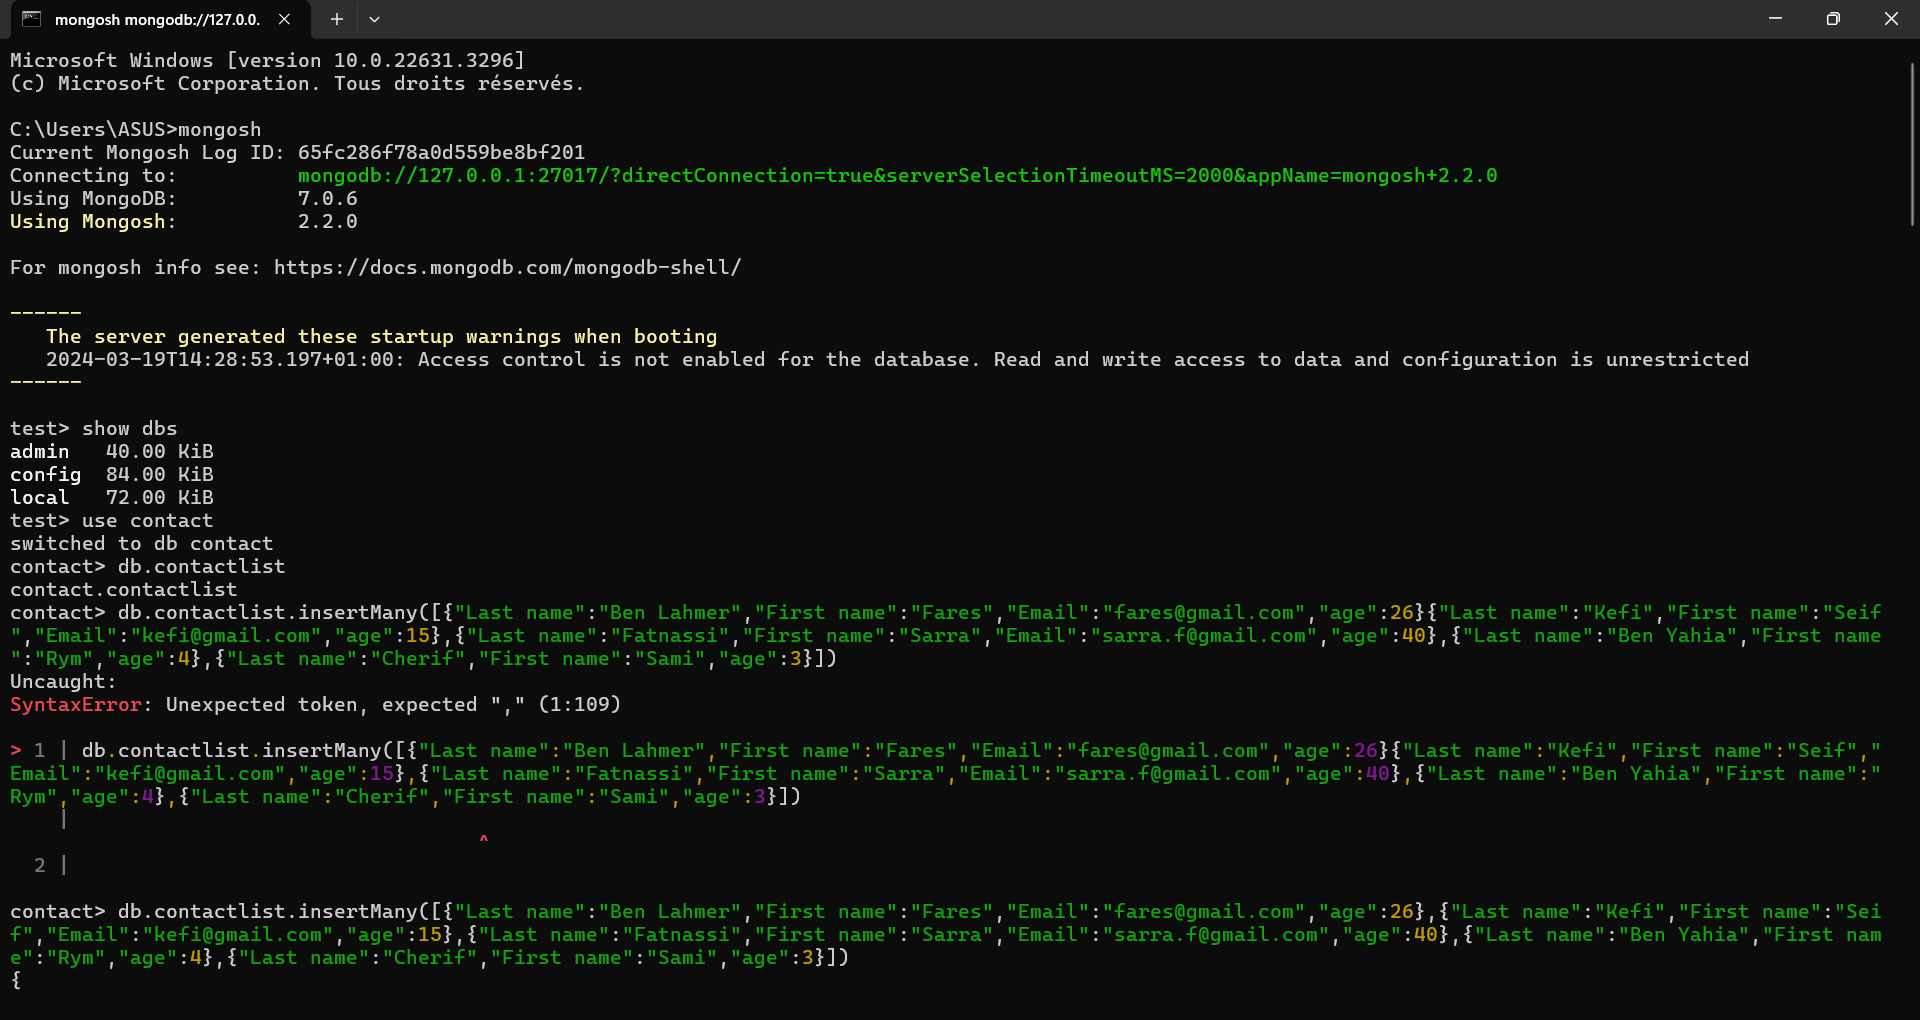 mongosh mongodb://127.0.0.
Microsoft Windows [version 10.0.22631.3296]
(c) Microsoft Corporation. Tous droits réservés.
C:\Users\ASUS>mongosh
Current Mongosh Log ID: 65fc286f78a0d559be8bf201
Connecting to:          mongodb://127.0.0.1:27017/?directConnection=true&serverSelectionTimeoutMS=2000&appName=mongosh+2.2.0
Using MongoDB:          7.0.6
Using Mongosh:          2.2.0
For mongosh info see: https://docs.mongodb.com/mongodb-shell/
------
   The server generated these startup warnings when booting
   2024-03-19T14:28:53.197+01:00: Access control is not enabled for the database. Read and write access to data and configuration is unrestricted
------
test> show dbs
admin   40.00 KiB
config  84.00 KiB
local   72.00 KiB
test> use contact
switched to db contact
contact> db.contactlist
contact.contactlist
contact> db.contactlist.insertMany([{"Last name":"Ben Lahmer","First name":"Fares","Email":"fares@gmail.com","age":26}{"Last name":"Kefi","First name":"Seif
","Email":"kefi@gmail.com","age":15},{"Last name":"Fatnassi","First name":"Sarra","Email":"sarra.f@gmail.com","age":40},{"Last name":"Ben Yahia","First name
":"Rym","age":4},{"Last name":"Cherif","First name":"Sami","age":3}])
Uncaught:
SyntaxError: Unexpected token, expected "," (1:109)
> 1 | db.contactlist.insertMany([{"Last name":"Ben Lahmer","First name":"Fares","Email":"fares@gmail.com","age":26}{"Last name":"Kefi","First name":"Seif","
Email":"kefi@gmail.com","age":15},{"Last name":"Fatnassi","First name":"Sarra","Email":"sarra.f@gmail.com","age":40},{"Last name":"Ben Yahia","First name":"
Rym","age":4},{"Last name":"Cherif","First name":"Sami","age":3}])
    |
^
  2 |
contact> db.contactlist.insertMany([{"Last name":"Ben Lahmer","First name":"Fares","Email":"fares@gmail.com","age":26},{"Last name":"Kefi","First name":"Sei
f","Email":"kefi@gmail.com","age":15},{"Last name":"Fatnassi","First name":"Sarra","Email":"sarra.f@gmail.com","age":40},{"Last name":"Ben Yahia","First nam
e":"Rym","age":4},{"Last name":"Cherif","First name":"Sami","age":3}])
{